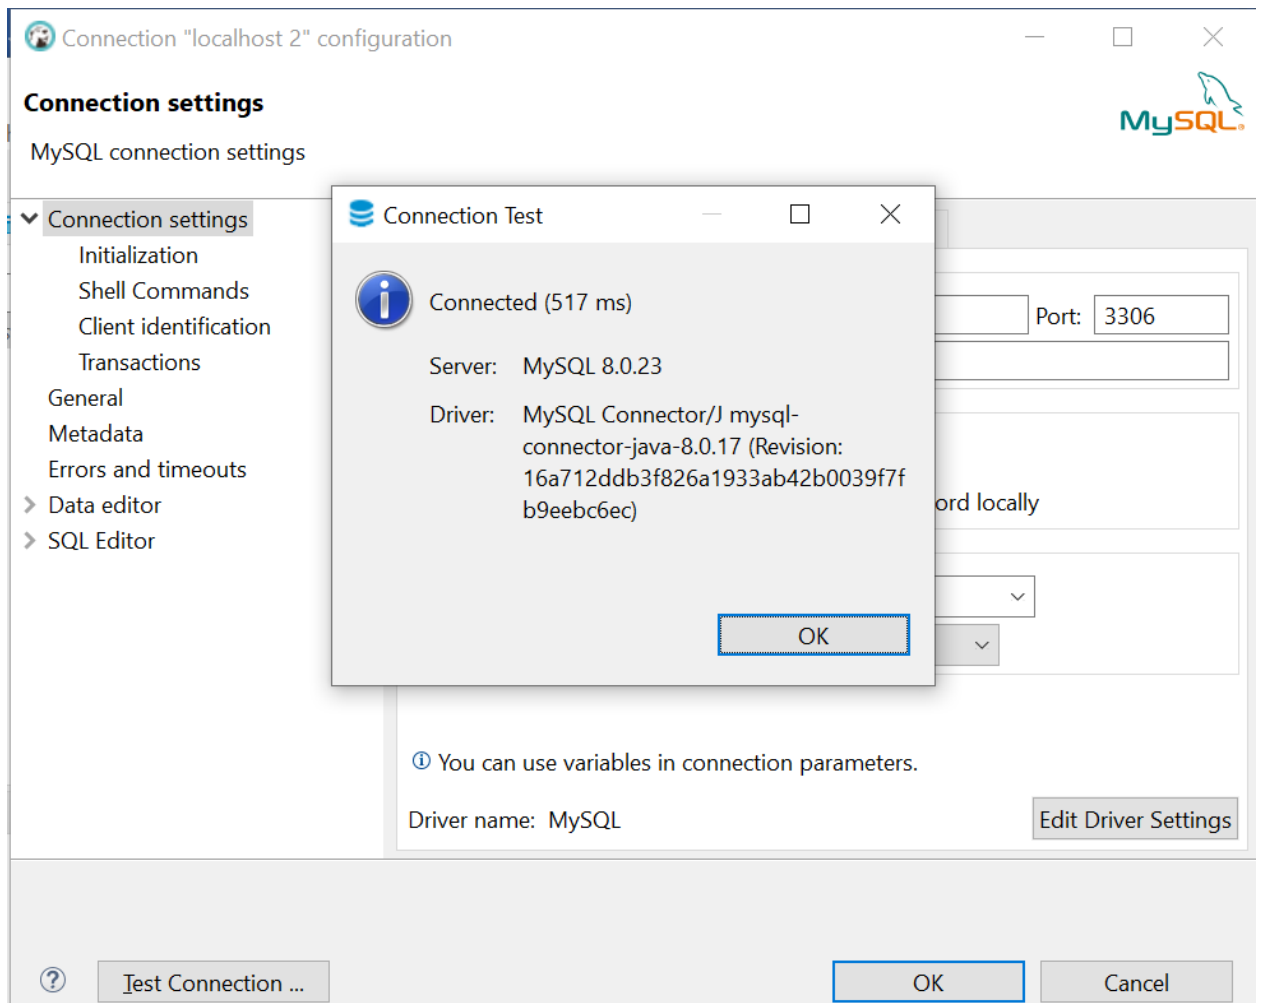 Connection "localhost 2" configuration
Connection settings
MySQL connection settings
MySQL
Connection settings
Initialization
Shell Commands
Client identification
Transactions
General
Metadata
Errors and timeouts
Data editor
SQL Editor
Connection Test
Connected (517 ms)
Server: MySQL 8.0.23
Driver: MySQL Connector/J mysql-
connector-java-8.0.17 (Revision:
16a712ddb3f826a1933ab42b0039f7f
b9eebc6ec)
OK
Port: 3306
ord locally
You can use variables in connection parameters.
Driver name: MySQL
Edit Driver Settings
Test Connection ...
OK
Cancel